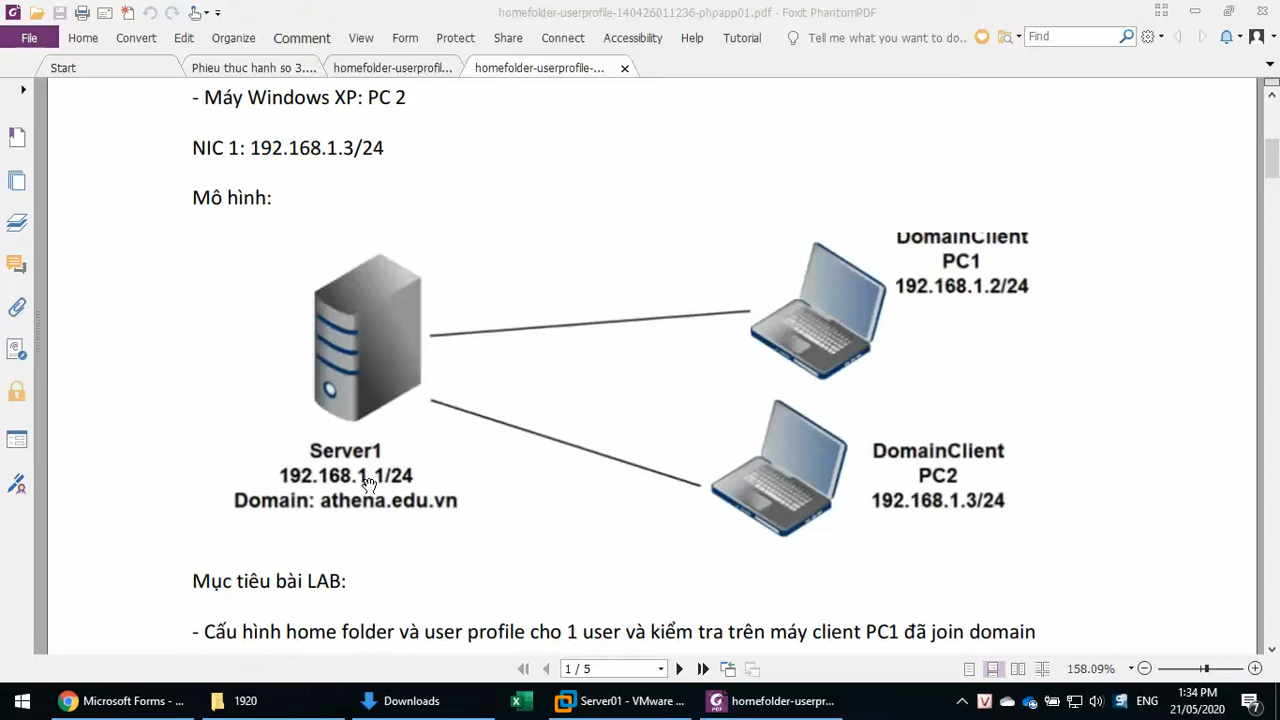 homefolder-userprofile-140426011236-phpapp01.pdf - Foxit PhantomPDF
File Home Convert Edit Organize Comment View Form Protect Share Connect Accessibility Help Tutorial Tell me what you want to do.. Find
Start Phieu thuc hanh so 3.... homefolder-userprofil... homefolder-userprofile-...
- Máy Windows XP: PC 2
NIC 1: 192.168.1.3/24
Mô hình:
DomainClient
PC1
192.168.1.2/24
Server1
192.168.1.1/24
Domain: athena.edu.vn
DomainClient
PC2
192.168.1.3/24
Mục tiêu bài LAB:
- Cấu hình home folder và user profile cho 1 user và kiểm tra trên máy client PC1 đã join domain
1 / 5 158.09%
Microsoft Forms - ... 1920 Downloads Server01 - VMware ... homefolder-userpr... ENG 1:34 PM
21/05/2020 7